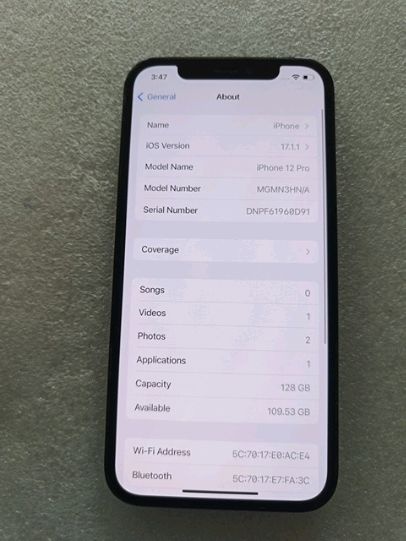 3:47
General About
Name iPhone
iOS Version 17.1.1
Model Name iPhone 12 Pro
Model Number MGMN3HN/A
Serial Number DNPF61960D91
Coverage
Songs 0
Videos 1
Photos 2
Applications 1
Capacity 128 GB
Available 109.53 GB
Wi-Fi Address 5C:70:17:E0:AC:E4
Bluetooth 5C:70:17:E7:FA:3C